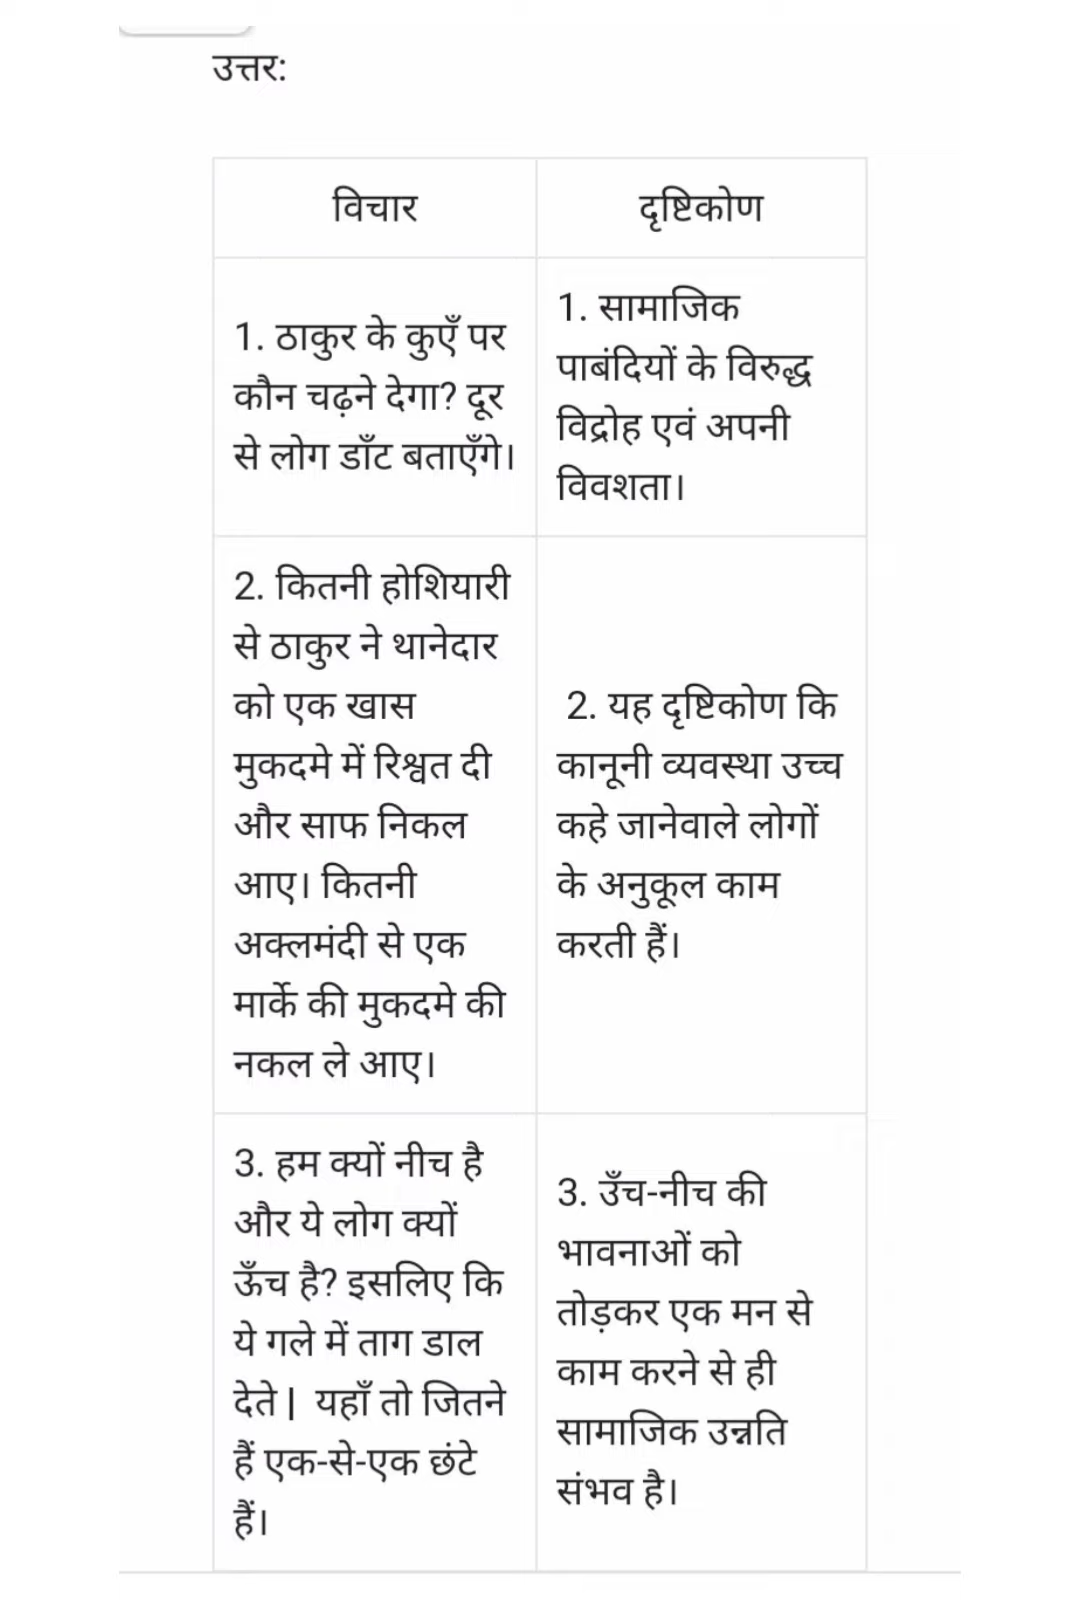 उत्तर:
विचार
दृष्टिकोण
1. ठाकुर के कुएँ पर
कौन चढ़ने देगा? दूर
से लोग डाँट बताएँगे।
1. सामाजिक
पाबंदियों के विरुद्ध
विद्रोह एवं अपनी
विवशता।
2. कितनी होशियारी
से ठाकुर ने थानेदार
को एक खास
मुकदमे में रिश्वत दी
और साफ निकल
आए। कितनी
अक्लमंदी से एक
मार्के की मुकदमे की
नकल ले आए।
2. यह दृष्टिकोण कि
कानूनी व्यवस्था उच्च
कहे जानेवाले लोगों
के अनुकूल काम
करती हैं।
3. हम क्यों नीच है
और ये लोग क्यों
ऊँच है? इसलिए कि
ये गले में ताग डाल
देते | यहाँ तो जितने
हैं एक-से-एक छंटे
हैं।
3. उँच-नीच की
भावनाओं को
तोड़कर एक मन से
काम करने से ही
सामाजिक उन्नति
संभव है।